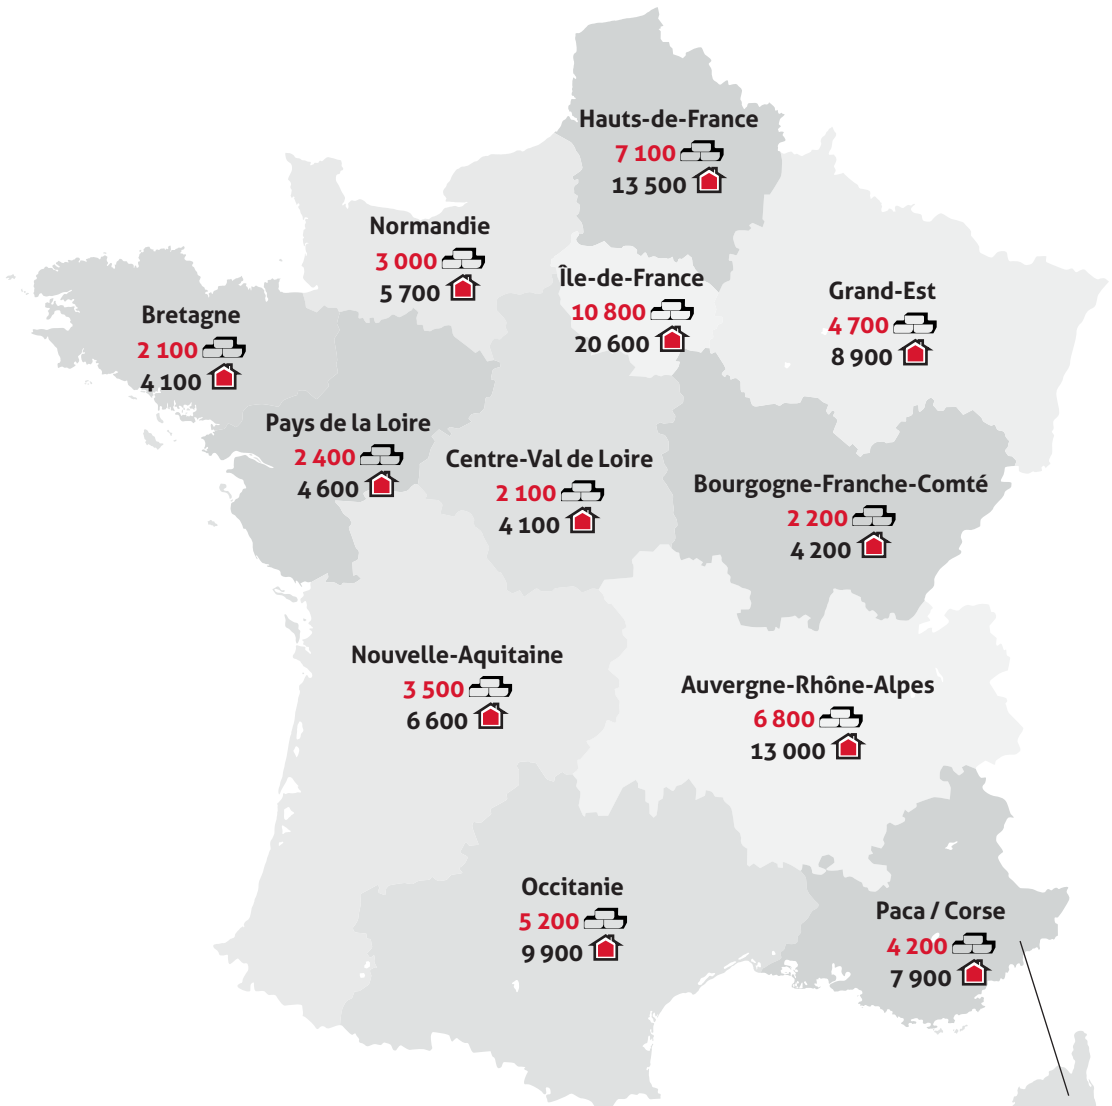 Hauts-de-France
7 100
13 500
Normandie
3 000
5 700
Île-de-France
10 800
20 600
Grand-Est
4 700
8 900
Bretagne
2 100
4 100
Pays de la Loire
2 400
4 600
Centre-Val de Loire
2 100
4 100
Bourgogne-Franche-Comté
2 200
4 200
Nouvelle-Aquitaine
3 500
6 600
Auvergne-Rhône-Alpes
6 800
13 000
Occitanie
5 200
9 900
Paca / Corse
4 200
7 900